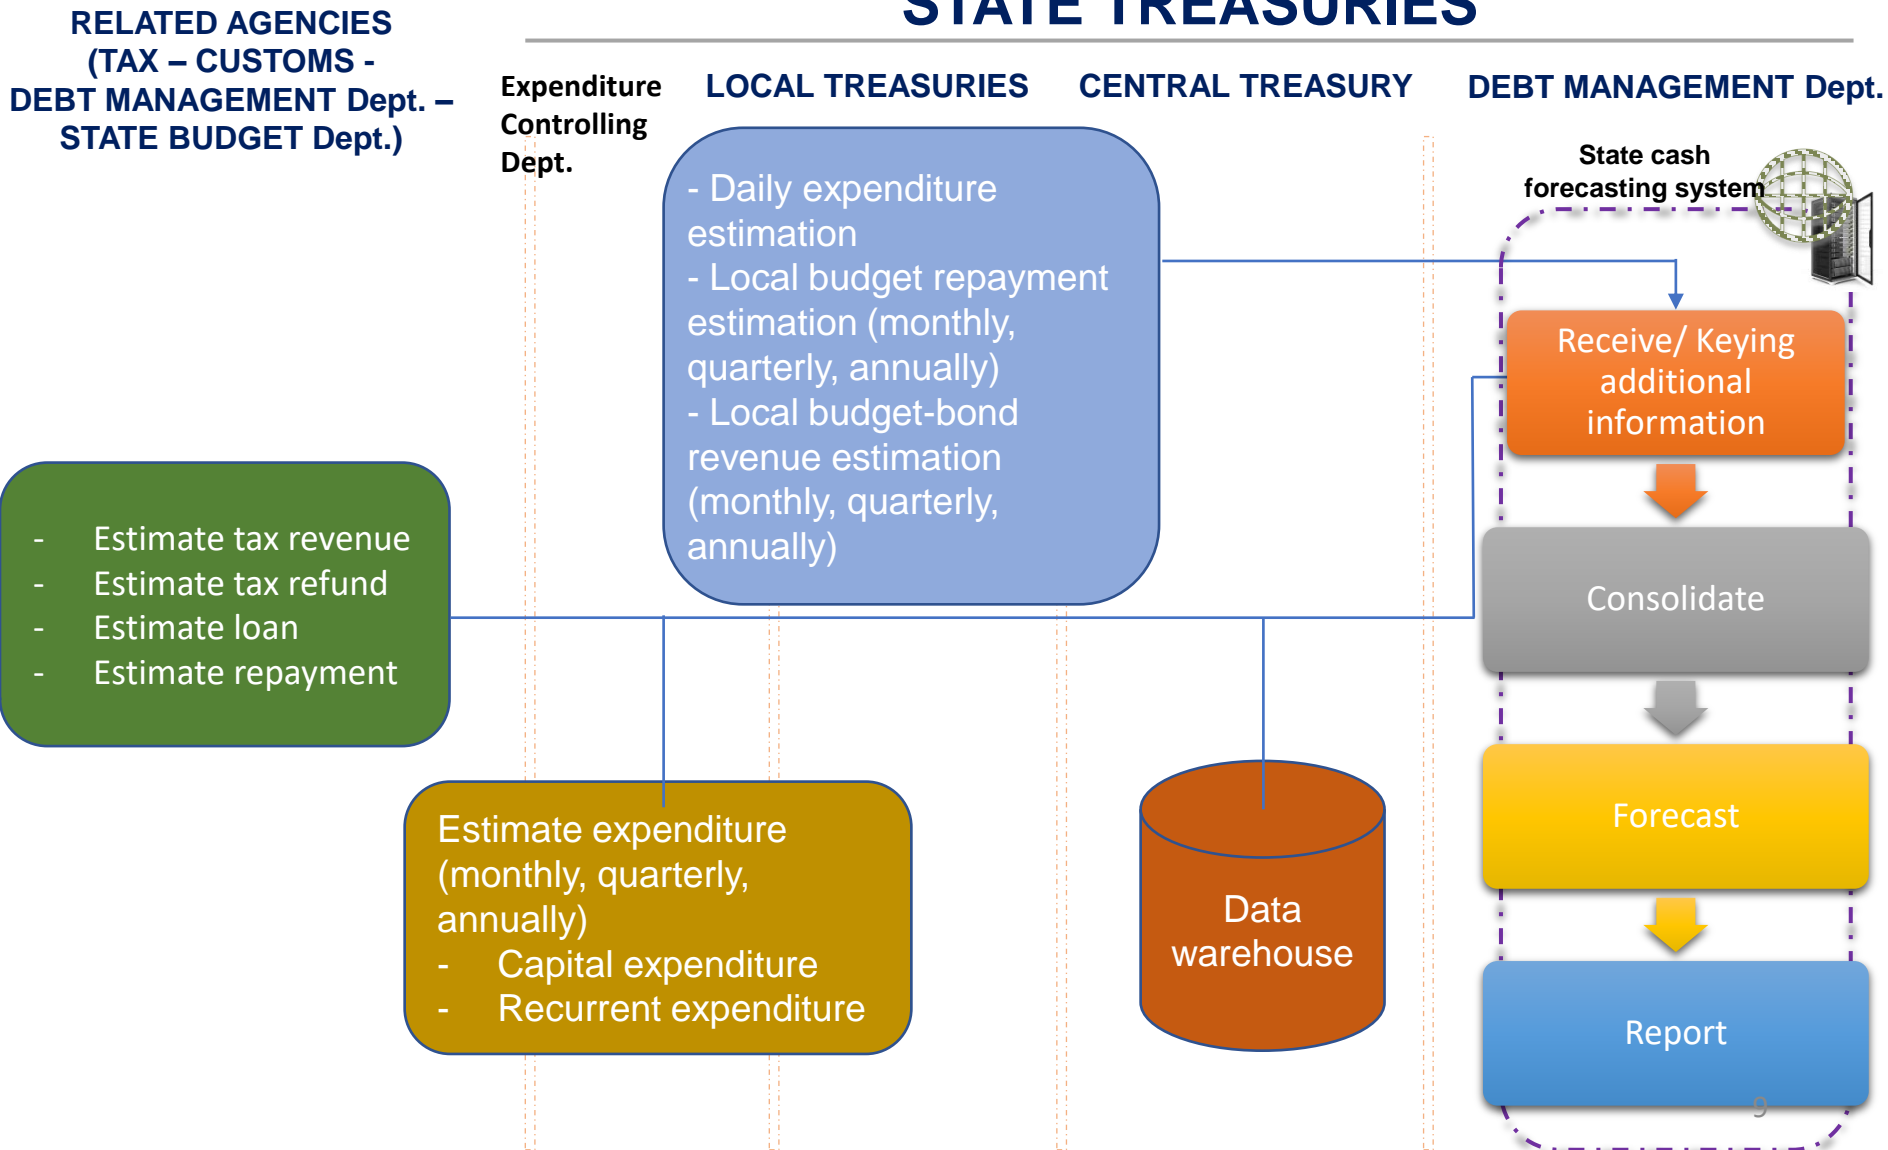 STATE TREASURIES
RELATED AGENCIES
(TAX – CUSTOMS -
DEBT MANAGEMENT Dept. –
STATE BUDGET Dept.)
Expenditure
Controlling
Dept.
LOCAL TREASURIES
CENTRAL TREASURY
DEBT MANAGEMENT Dept.
State cash
forecasting system
- Daily expenditure
estimation
- Local budget repayment
estimation (monthly,
quarterly, annually)
- Local budget-bond
revenue estimation
(monthly, quarterly,
annually)
Receive/ Keying
additional
information
- Estimate tax revenue
- Estimate tax refund
- Estimate loan
- Estimate repayment
Consolidate
Estimate expenditure
(monthly, quarterly,
annually)
- Capital expenditure
- Recurrent expenditure
Data
warehouse
Forecast
Report
9